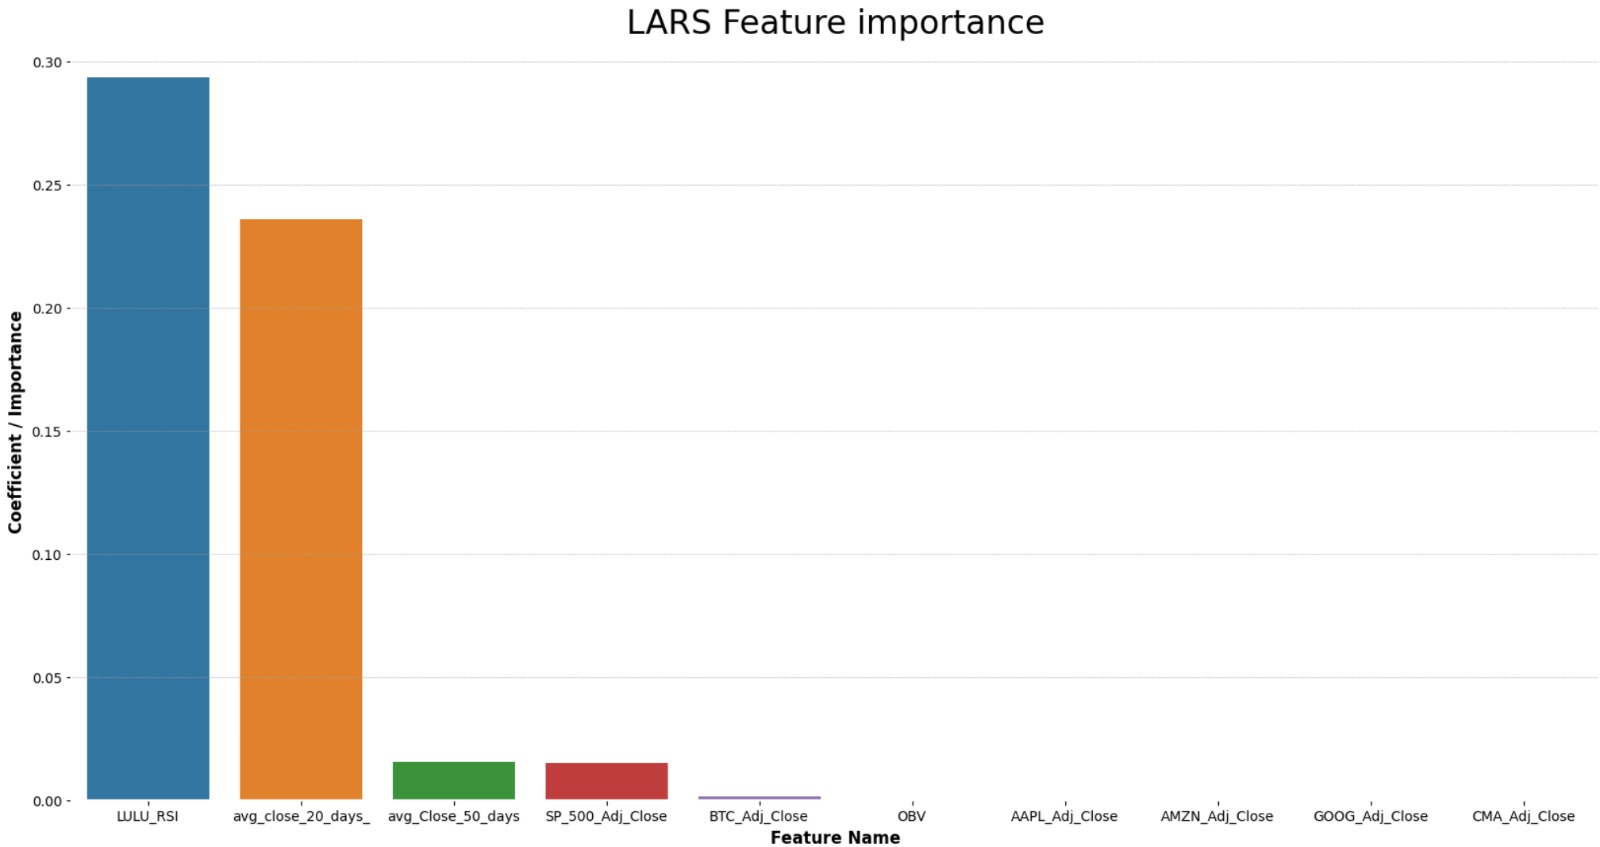 LARS Feature importance
0.30
0.25
0.20
0.15
0.10
0.05
0.00
Coefficient / Importance
LULU_RSI avg_close_20_days_ avg_Close_50_days SP_500_Adj_Close BTC_Adj_Close OBV AAPL_Adj_Close AMZN_Adj_Close GOOG_Adj_Close CMA_Adj_Close
Feature Name